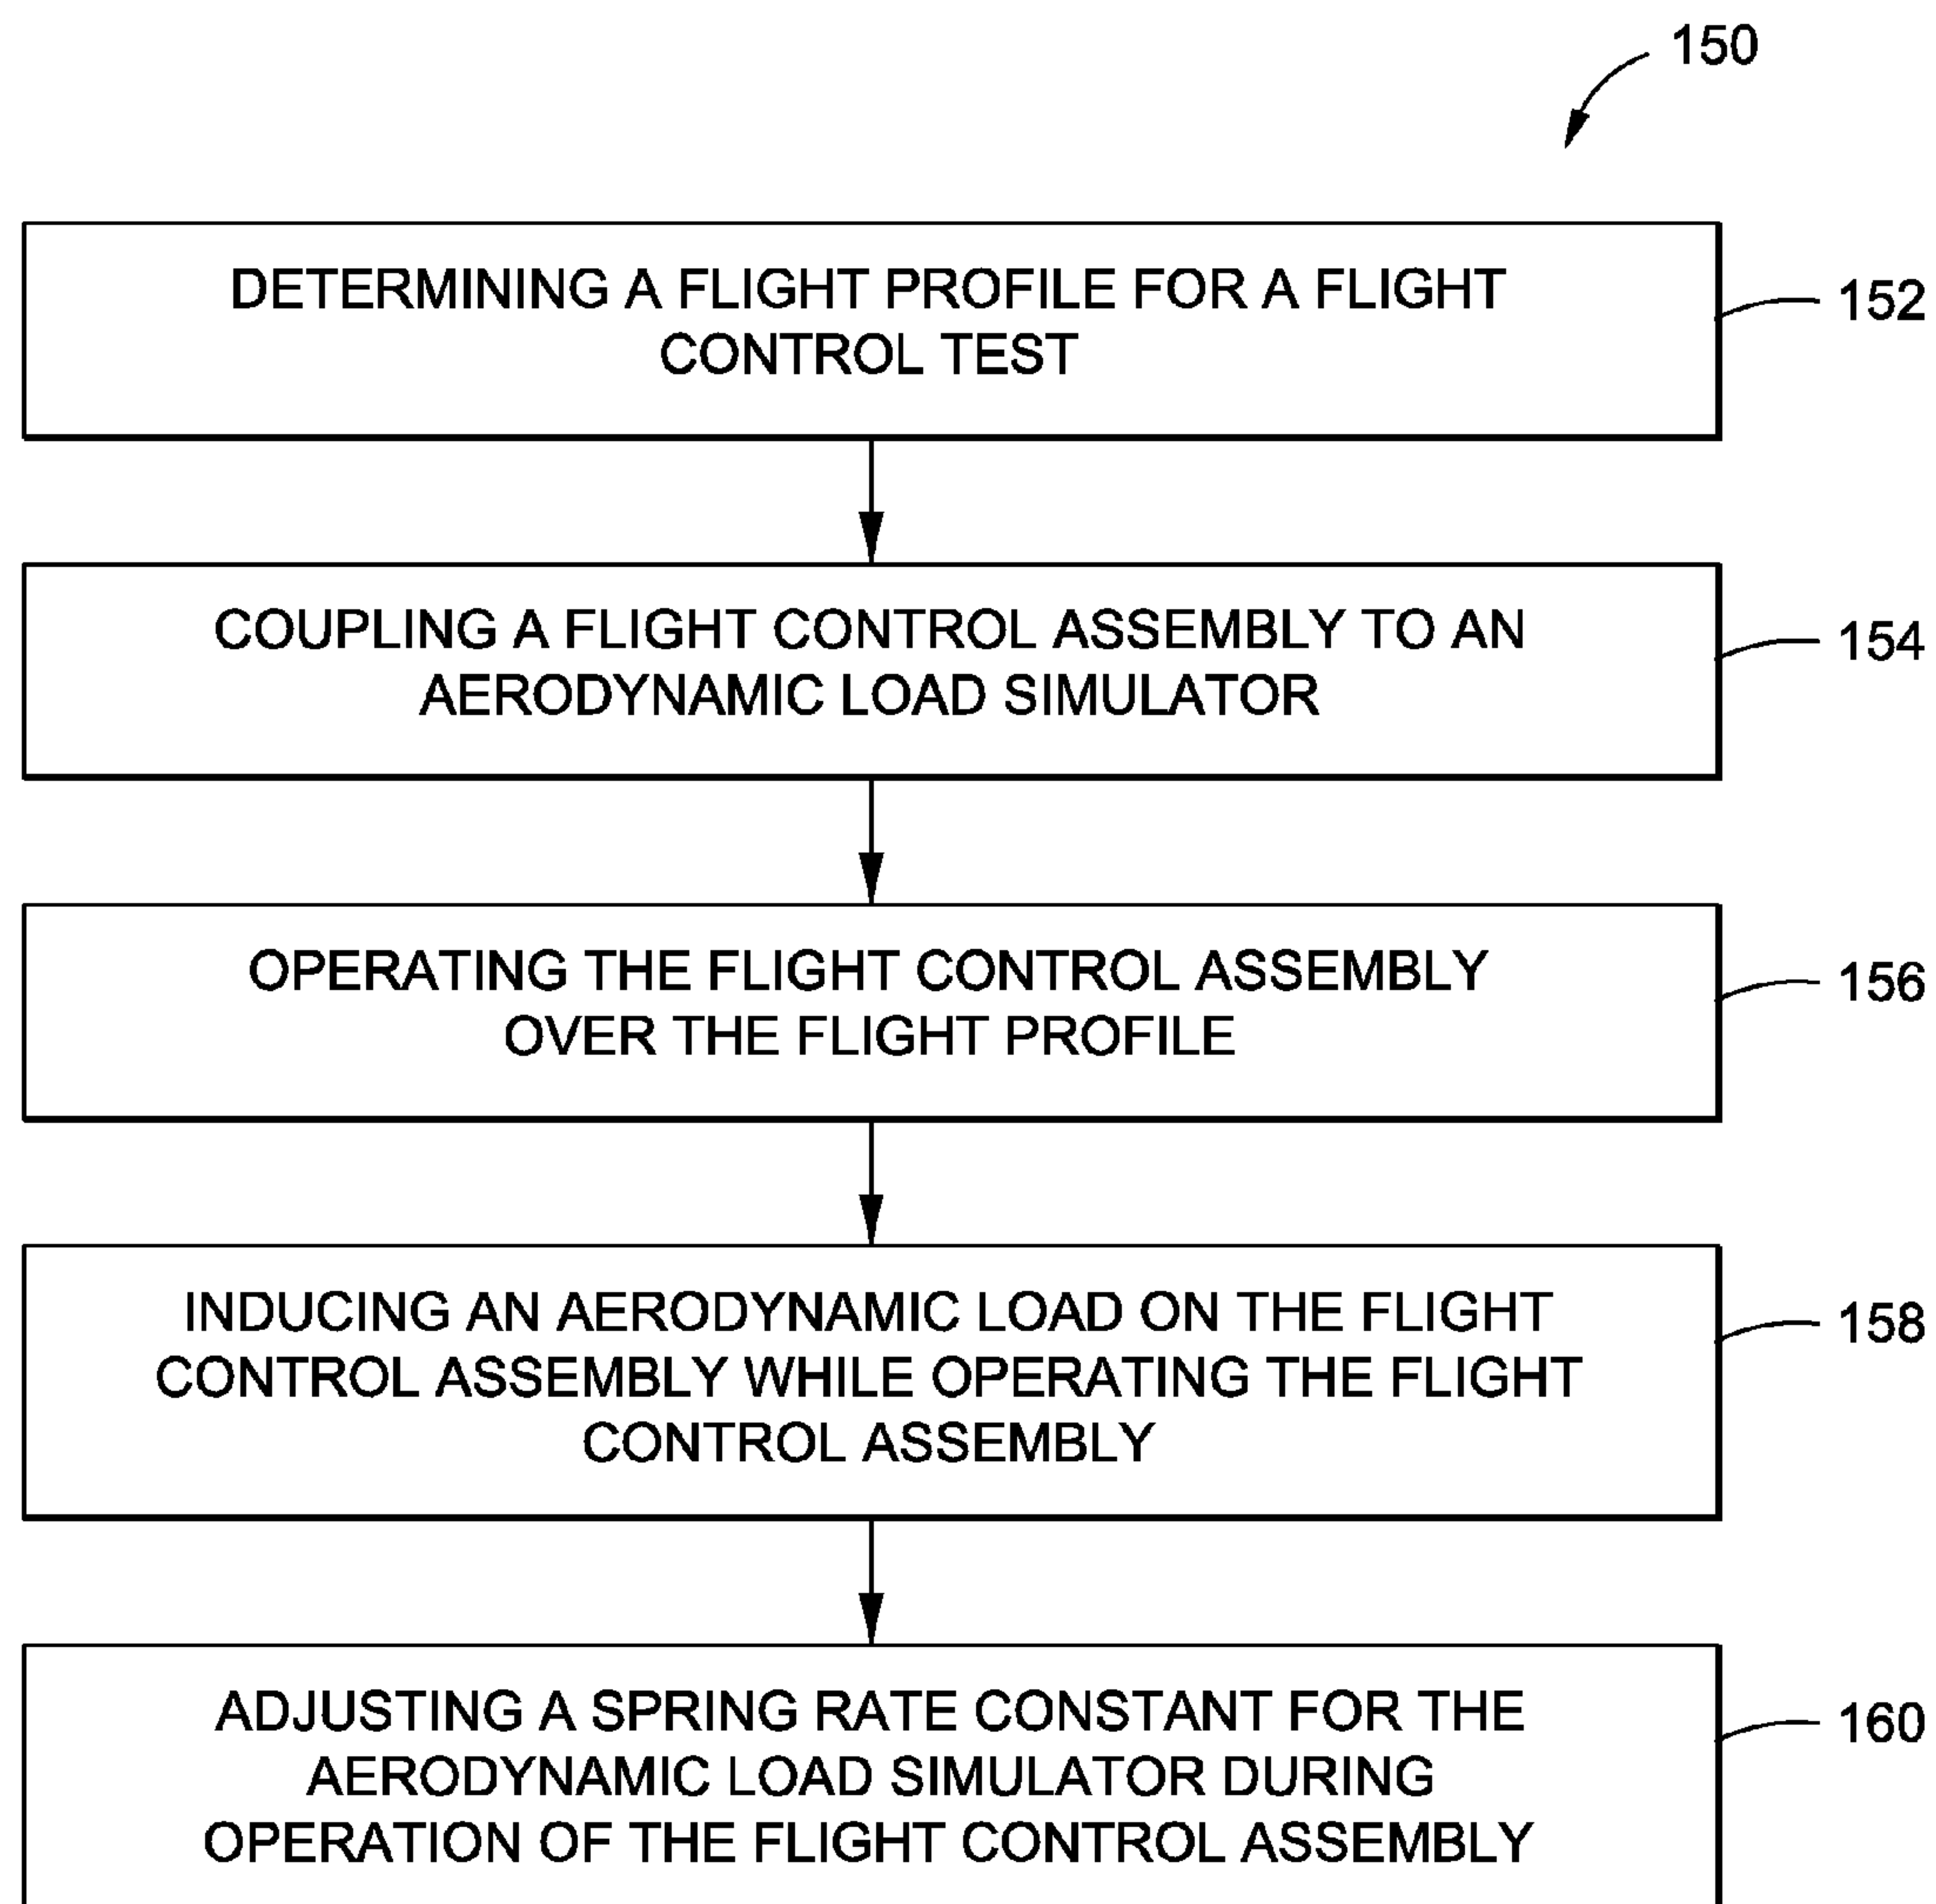 150
DETERMINING A FLIGHT PROFILE FOR A FLIGHT
CONTROL TEST
152
COUPLING A FLIGHT CONTROL ASSEMBLY TO AN
AERODYNAMIC LOAD SIMULATOR
154
OPERATING THE FLIGHT CONTROL ASSEMBLY
OVER THE FLIGHT PROFILE
156
INDUCING AN AERODYNAMIC LOAD ON THE FLIGHT
CONTROL ASSEMBLY WHILE OPERATING THE FLIGHT
CONTROL ASSEMBLY
158
ADJUSTING A SPRING RATE CONSTANT FOR THE
AERODYNAMIC LOAD SIMULATOR DURING
OPERATION OF THE FLIGHT CONTROL ASSEMBLY
160